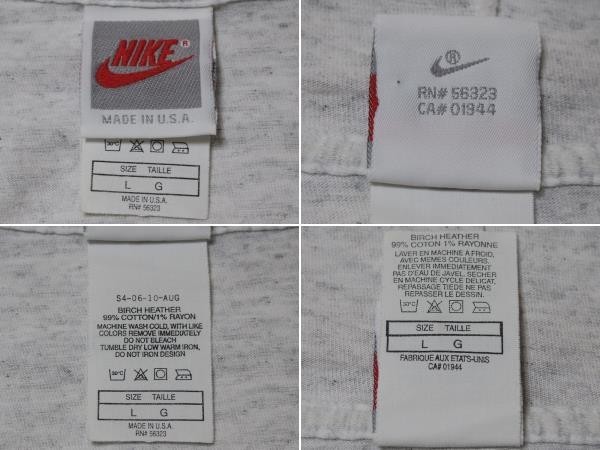 NIKE ®
MADE IN U.S.A.
30°C
SIZE TAILLE
L G
MADE IN U.S.A.
RN# 56323
®
RN# 56323
CA# 01944
S4-06-10-AUG
BIRCH HEATHER
99% COTTON/1% RAYON
MACHINE WASH COLD, WITH LIKE
COLORS REMOVE IMMEDIATELY
DO NOT BLEACH
TUMBLE DRY LOW WARM IRON,
DO NOT IRON DESIGN
30°C
SIZE TAILLE
L G
MADE IN U.S.A.
RN# 56323
BIRCH HEATHER
99% COTON 1% RAYONNE
LAVER EN MACHINE A FROID,
AVEC MEMES COULEURS.
ENLEVER IMMEDIATEMENT
PAS D'EAU DE JAVEL. SECHER
EN MACHINE CYCLE DELICAT,
REPASSAGE TIEDE NE PAS
REPASSER LE DESSIN.
30°C
SIZE TAILLE
L G
FABRIQUE AUX ETATS-UNIS
CA# 01944